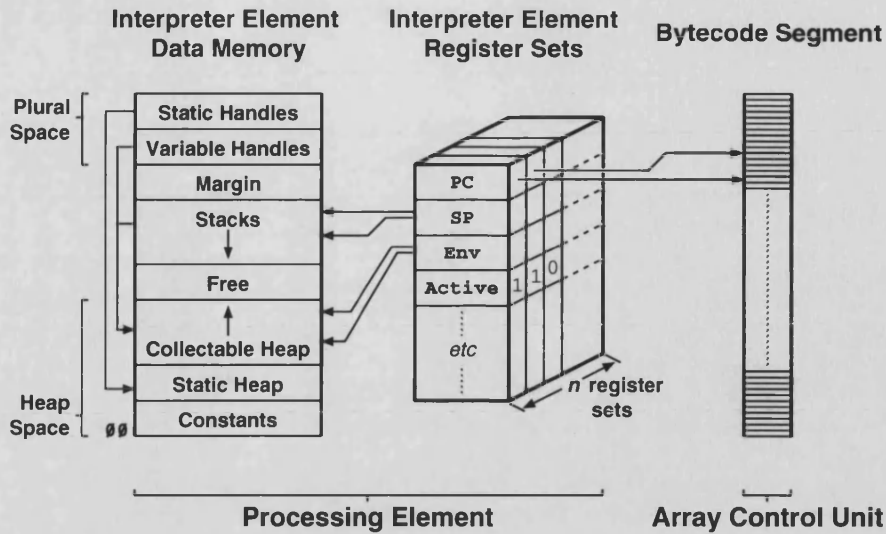 Interpreter Element
Data Memory
Interpreter Element
Register Sets
Bytecode Segment
Plural
Space
Static Handles
Variable Handles
Margin
Stacks
Free
Collectable Heap
Static Heap
Constants
Heap
Space
00
PC
SP
Env
Active
1 1 0
etc
n register
sets
Processing Element
Array Control Unit